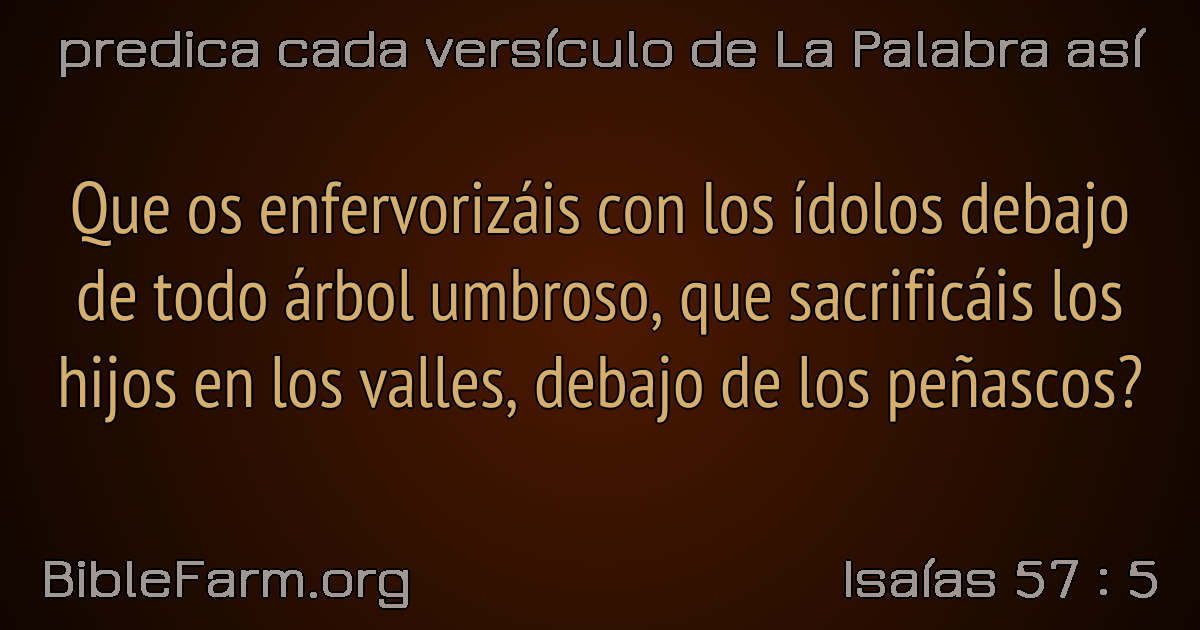 predica cada versículo de La Palabra así
Que os enfervorizáis con los ídolos debajo
de todo árbol umbroso, que sacrificáis los
hijos en los valles, debajo de los peñascos?
BibleFarm.org
Isaías 57 : 5